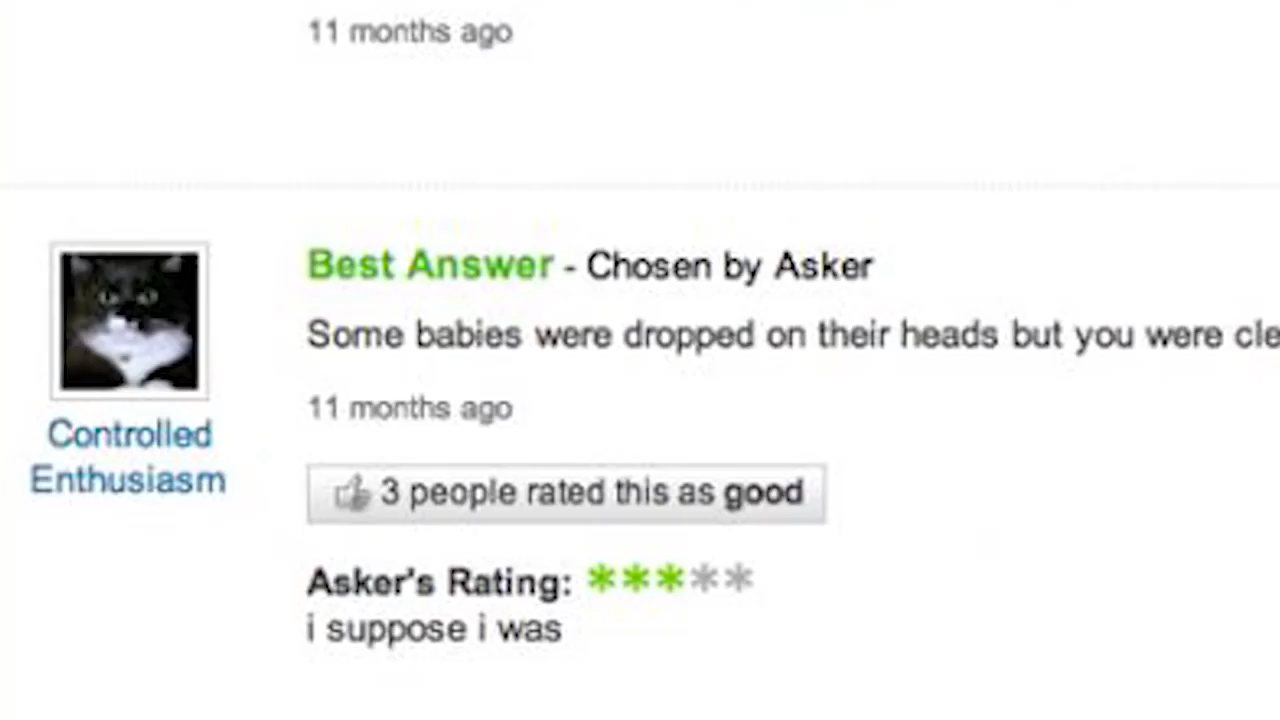 11 months ago
Best Answer - Chosen by Asker
Some babies were dropped on their heads but you were
11 months ago
Controlled
Enthusiasm
3 people rated this as good
Asker's Rating: *****
i suppose i was